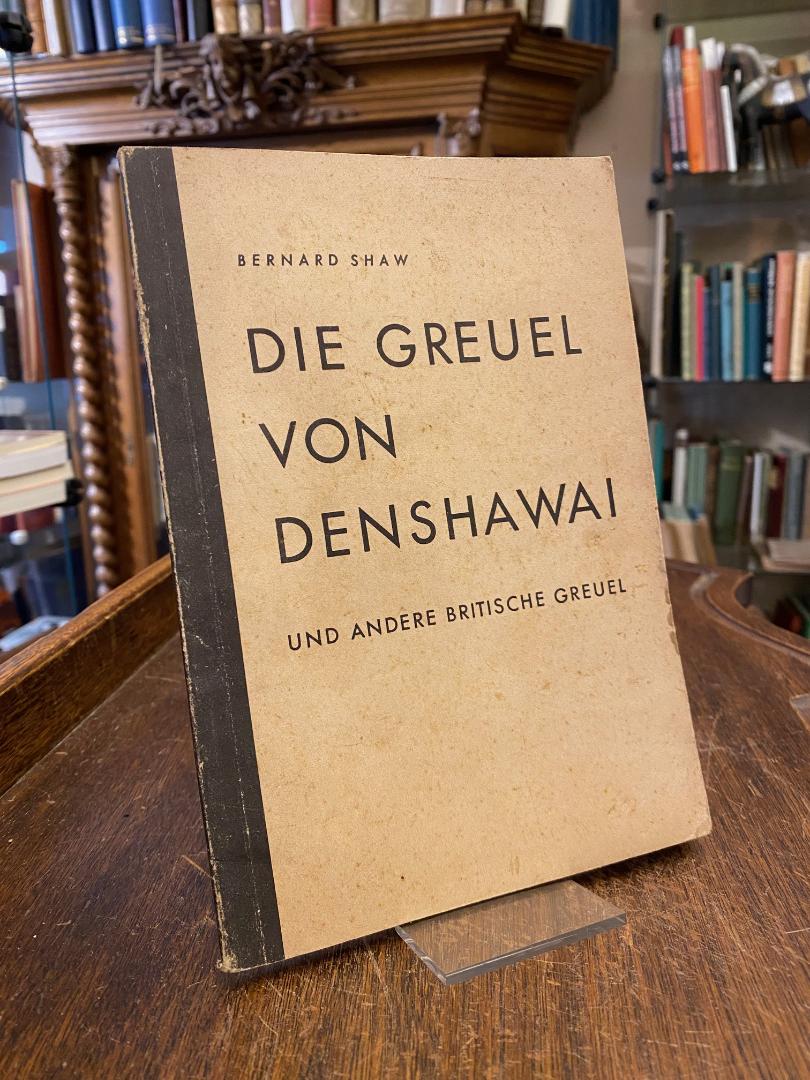 BERNARD SHAW
DIE GREUEL
VON
DENSHAWAI
UND ANDERE BRITISCHE GREUEL